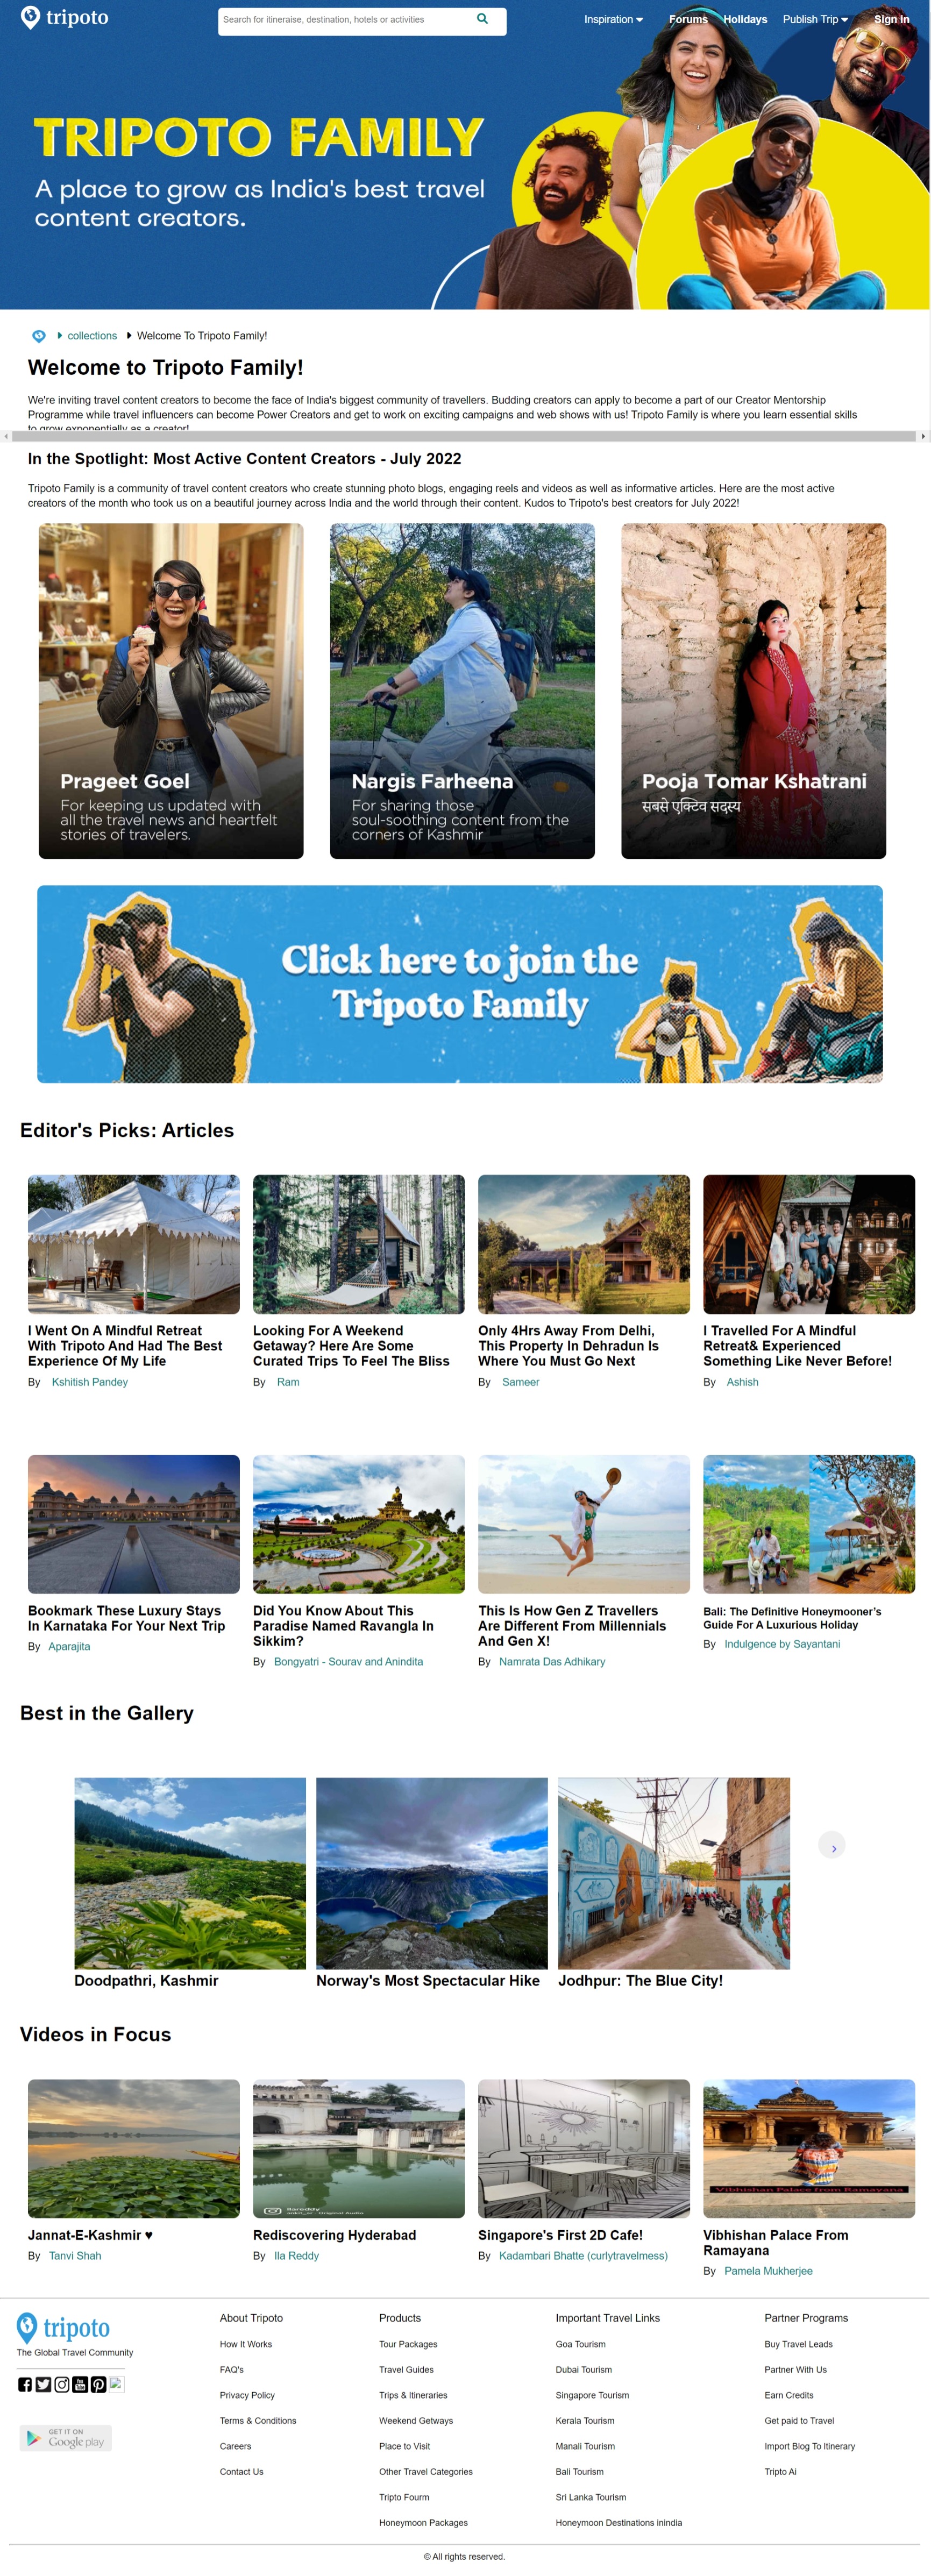 tripoto
Search for itineraise, destination, hotels or activities
Inspiration
Forums
Holidays
Publish Trip
Sign in
TRIPOTO FAMILY
A place to grow as India's best travel
content creators.
collections
Welcome To Tripoto Family!
Welcome to Tripoto Family!
We're inviting travel content creators to become the face of India's biggest community of travellers. Budding creators can apply to become a part of our Creator Mentorship
Programme while travel influencers can become Power Creators and get to work on exciting campaigns and web shows with us! Tripoto Family is where you learn essential skills
to grow exponentially as a creator!
In the Spotlight: Most Active Content Creators - July 2022
Tripoto Family is a community of travel content creators who create stunning photo blogs, engaging reels and videos as well as informative articles. Here are the most active
creators of the month who took us on a beautiful journey across India and the world through their content. Kudos to Tripoto's best creators for July 2022!
Prageet Goel
For keeping us updated with
all the travel news and heartfelt
stories of travelers.
Nargis Farheena
For sharing those
soul-soothing content from the
corners of Kashmir
Pooja Tomar Kshatrani
सबसे एक्टिव सदस्य
Click here to join the
Tripoto Family
Editor's Picks: Articles
I Went On A Mindful Retreat
With Tripoto And Had The Best
Experience Of My Life
By Kshitish Pandey
Looking For A Weekend
Getaway? Here Are Some
Curated Trips To Feel The Bliss
By Ram
Only 4Hrs Away From Delhi,
This Property In Dehradun Is
Where You Must Go Next
By Sameer
I Travelled For A Mindful
Retreat& Experienced
Something Like Never Before!
By Ashish
Bookmark These Luxury Stays
In Karnataka For Your Next Trip
By Aparajita
Did You Know About This
Paradise Named Ravangla In
Sikkim?
By Bongyatri - Sourav and Anindita
This Is How Gen Z Travellers
Are Different From Millennials
And Gen X!
By Namrata Das Adhikary
Bali: The Definitive Honeymooner's
Guide For A Luxurious Holiday
By Indulgence by Sayantani
Best in the Gallery
Doodpathri, Kashmir
Norway's Most Spectacular Hike
Jodhpur: The Blue City!
Videos in Focus
Jannat-E-Kashmir ♥
By Tanvi Shah
Rediscovering Hyderabad
By Ila Reddy
Singapore's First 2D Cafe!
By Kadambari Bhatte (curlytravelmess)
Vibhishan Palace from Ramayana
Vibhishan Palace From
Ramayana
By Pamela Mukherjee
tripoto
The Global Travel Community
GET IT ON
Google play
About Tripoto
How It Works
FAQ's
Privacy Policy
Terms & Conditions
Careers
Contact Us
Products
Tour Packages
Travel Guides
Trips & Itineraries
Weekend Getways
Place to Visit
Other Travel Categories
Tripto Fourm
Honeymoon Packages
Important Travel Links
Goa Tourism
Dubai Tourism
Singapore Tourism
Kerala Tourism
Manali Tourism
Bali Tourism
Sri Lanka Tourism
Honeymoon Destinations inindia
Partner Programs
Buy Travel Leads
Partner With Us
Earn Credits
Get paid to Travel
Import Blog To Itinerary
Tripto Ai
© All rights reserved.